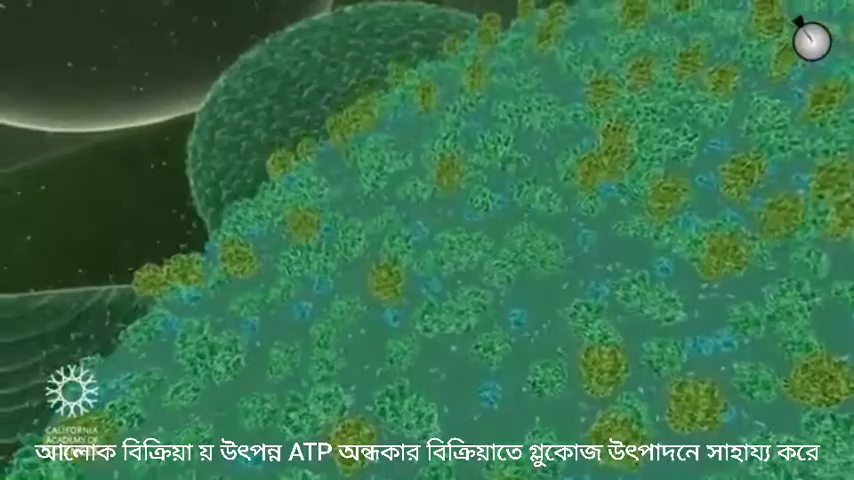 CALIFORNIA
ACADEMY OF
আলোক বিক্রিয়া য় উৎপন্ন ATP অন্ধকার বিক্রিয়াতে গ্লুকোজ উৎপাদনে সাহায্য করে